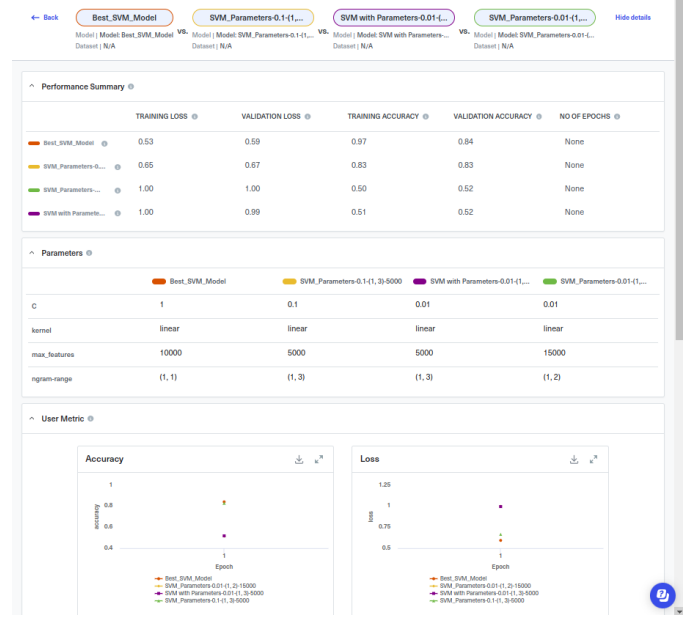 ← Back
Best_SVM_Model
vs.
SVM_Parameters-0.1-(1,...
vs.
SVM with Parameters-0.01-(...
vs.
SVM_Parameters-0.01-(1,...
Hide details
Model | Model: Best_SVM_Model
Model | Model: SVM_Parameters-0.1-(1,...
Model | Model: SVM with Parameters-...
Model | Model: SVM_Parameters-0.01-(...
Dataset | N/A
Dataset | N/A
Dataset | N/A
Dataset | N/A
Performance Summary
TRAINING LOSS VALIDATION LOSS TRAINING ACCURACY VALIDATION ACCURACY NO OF EPOCHS
Best_SVM_Model 0.53 0.59 0.97 0.84 None
SVM_Parameters-0.... 0.65 0.67 0.83 0.83 None
SVM_Parameters-... 1.00 1.00 0.50 0.52 None
SVM with Paramete... 1.00 0.99 0.51 0.52 None
Parameters
Best_SVM_Model SVM_Parameters-0.1-(1, 3)-5000 SVM with Parameters-0.01-(1,... SVM_Parameters-0.01-(1,...
C 1 0.1 0.01 0.01
kernel linear linear linear linear
max_features 10000 5000 5000 15000
ngram-range (1, 1) (1, 3) (1, 3) (1, 2)
User Metric
Accuracy
1
0.8
0.6
0.4
accuracy
1
Epoch
Best_SVM_Model
SVM_Parameters-0.01-(1, 2)-15000
SVM with Parameters-0.01-(1, 3)-5000
SVM_Parameters-0.1-(1, 3)-5000
Loss
1.25
1
0.75
0.5
loss
1
Epoch
Best_SVM_Model
SVM_Parameters-0.01-(1, 2)-15000
SVM with Parameters-0.01-(1, 3)-5000
SVM_Parameters-0.1-(1, 3)-5000